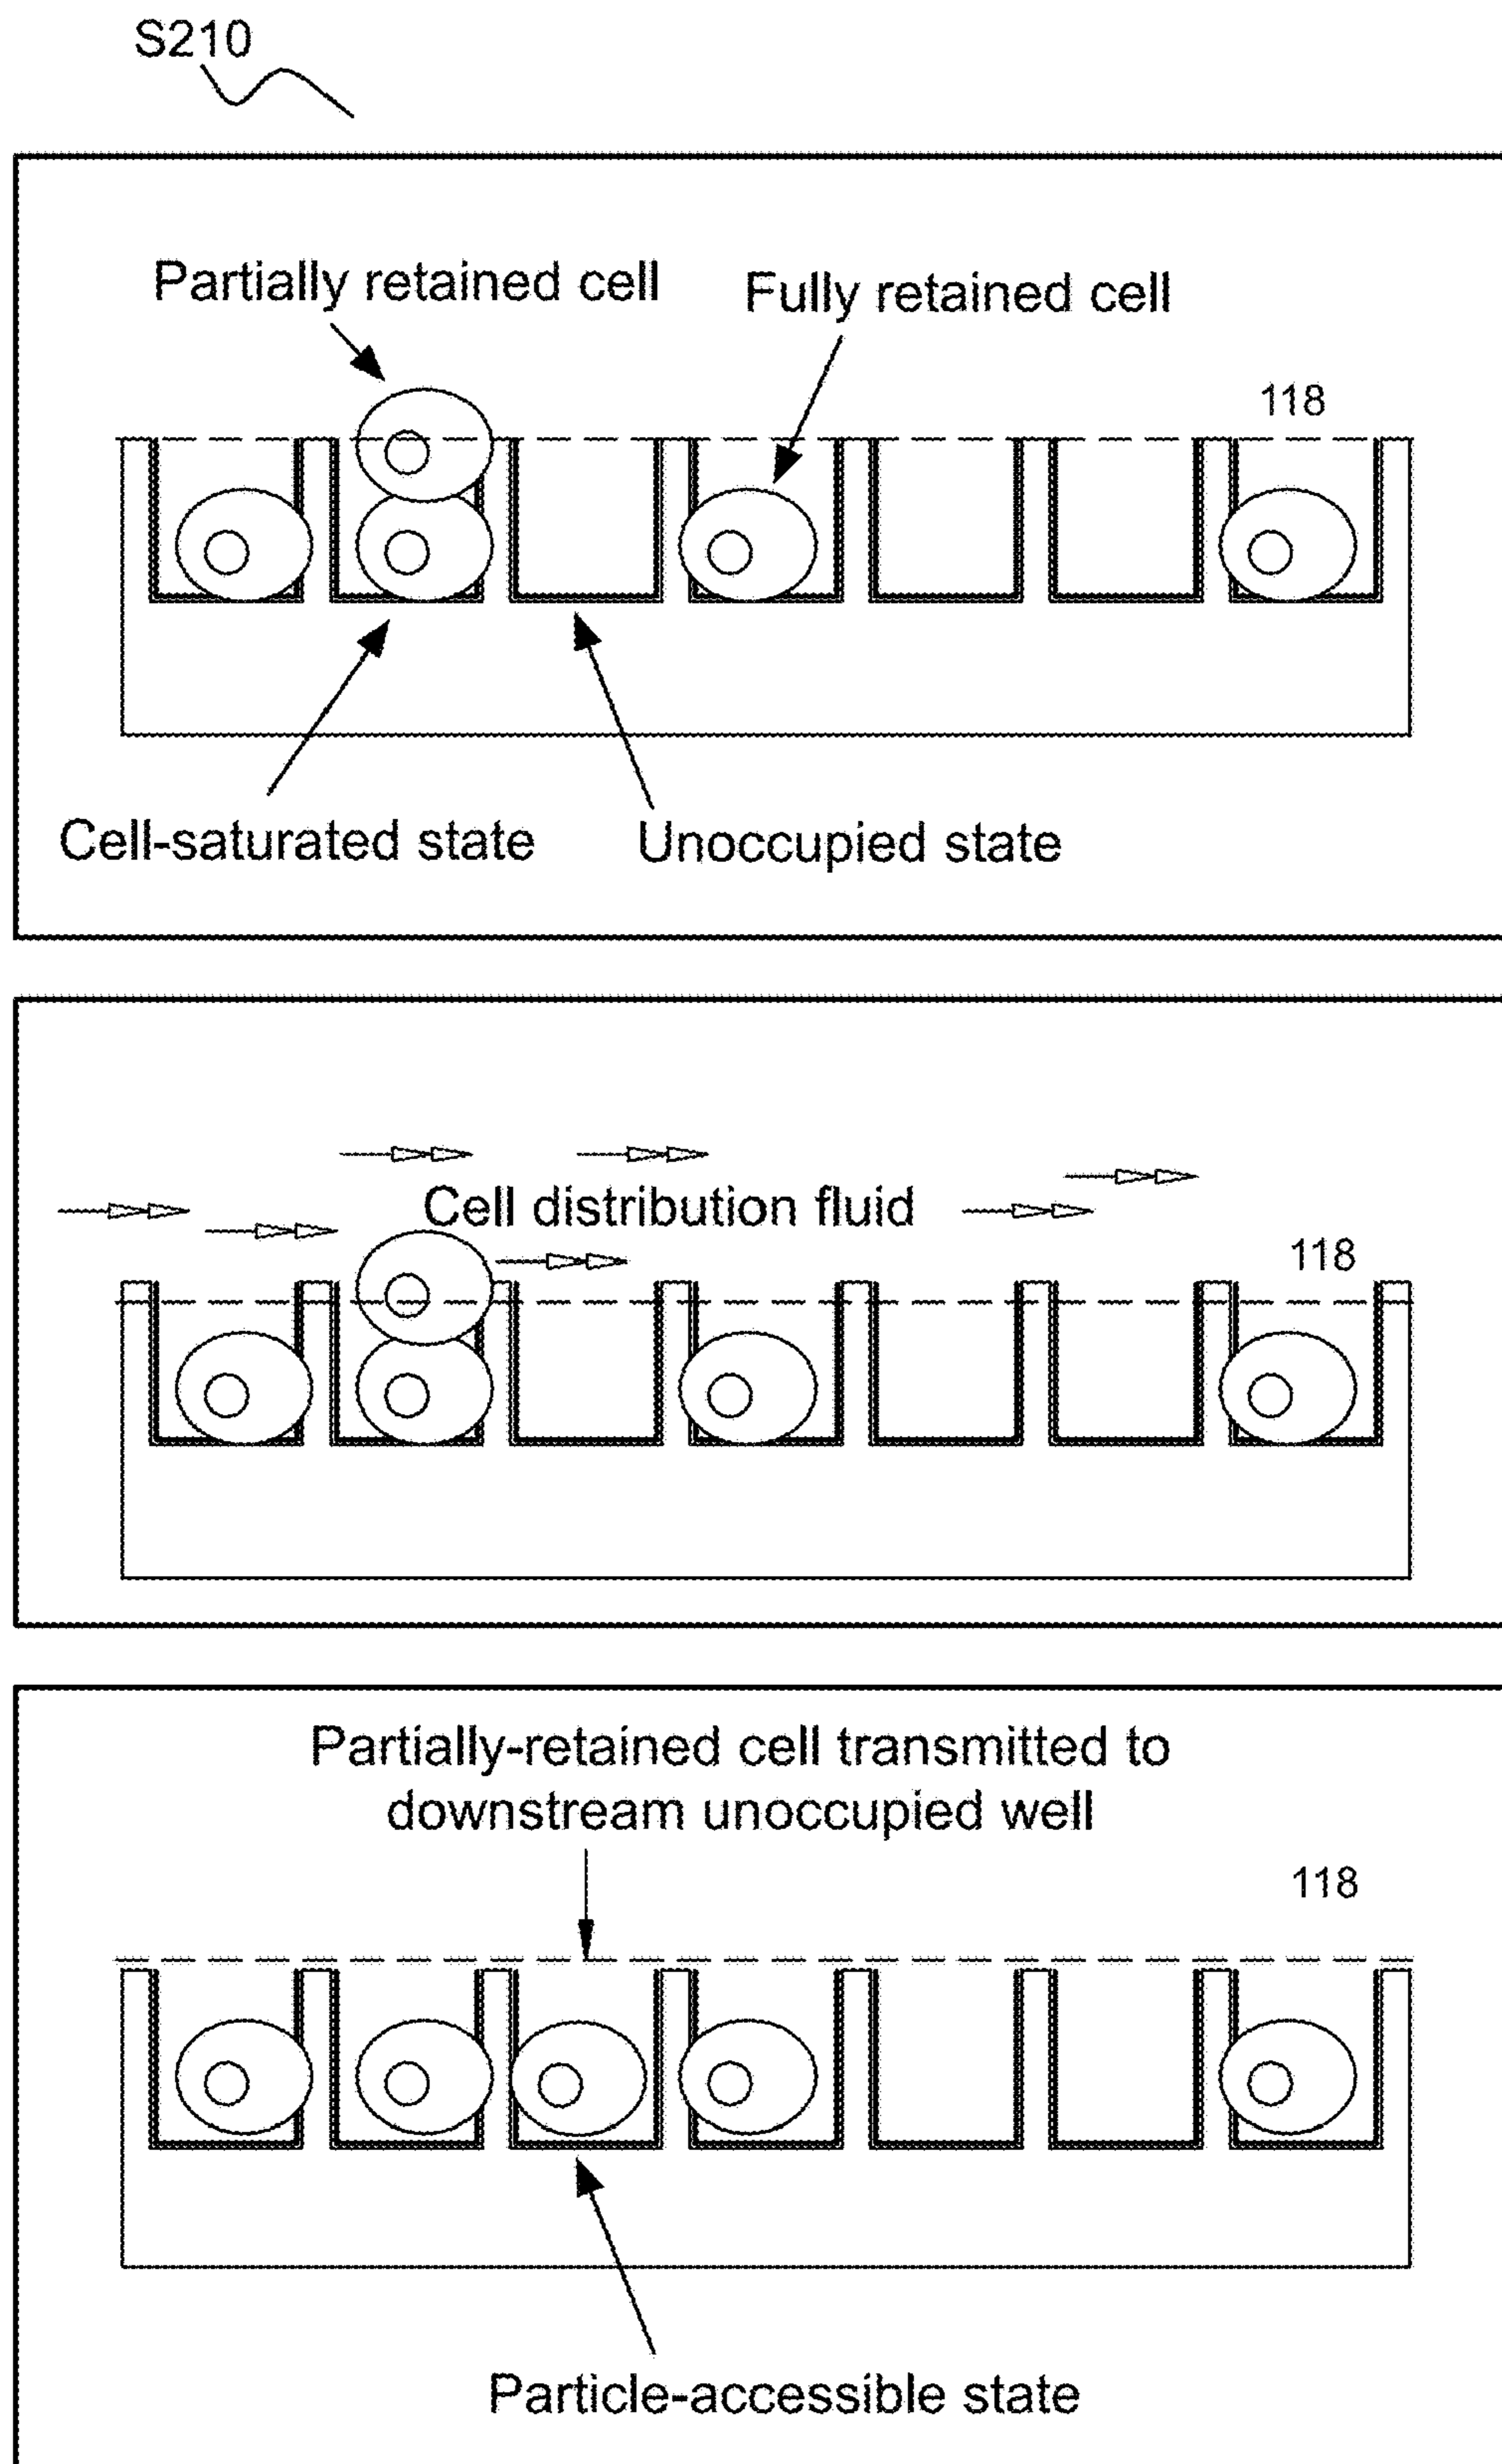 S210
Partially retained cell
Fully retained cell
118
Cell-saturated state
Unoccupied state
Cell distribution fluid
118
Partially-retained cell transmitted to
downstream unoccupied well
118
Particle-accessible state